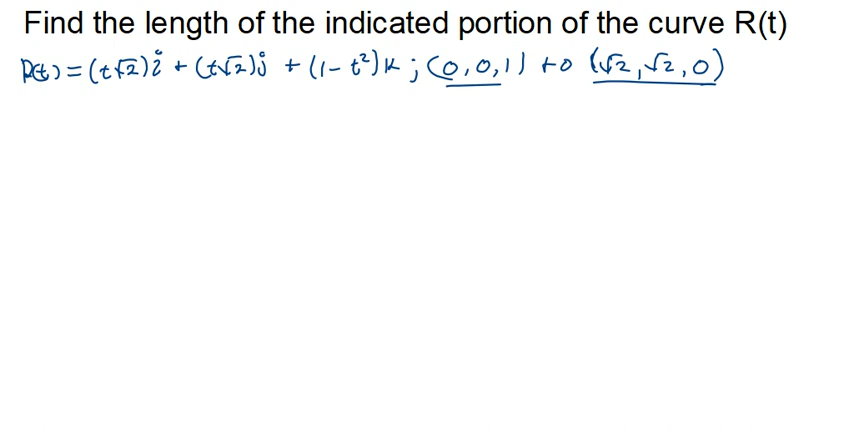 Find the length of the indicated portion of the curve R(t)
R(t) = (t√2)i + (t√2)j + (1 - t²)k ; (0,0,1) to (√2,√2,0)